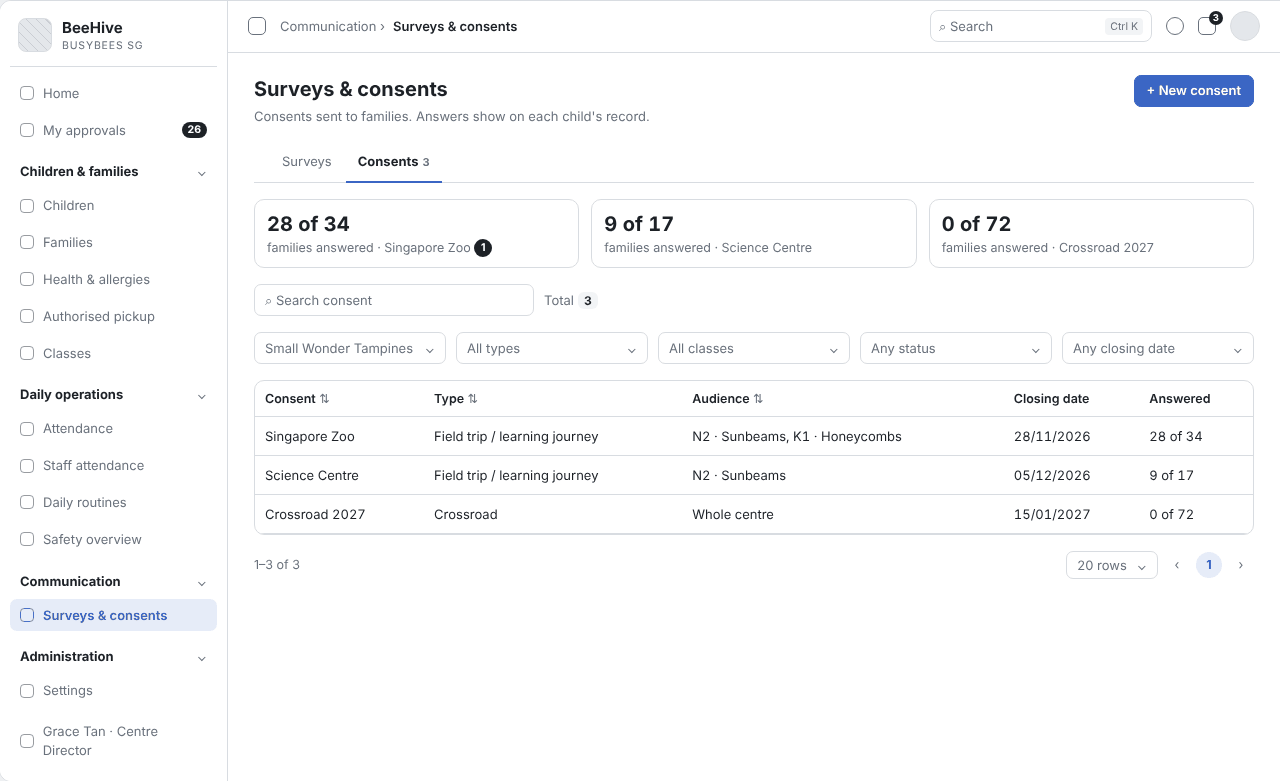 BeeHive
BUSYBEES SG
Home
My approvals 26
Children & families
Children
Families
Health & allergies
Authorised pickup
Classes
Daily operations
Attendance
Staff attendance
Daily routines
Safety overview
Communication
Surveys & consents
Administration
Settings
Grace Tan · Centre
Director
Communication › Surveys & consents
Search Ctrl K
3
Surveys & consents
Consents sent to families. Answers show on each child's record.
+ New consent
Surveys Consents 3
28 of 34
families answered · Singapore Zoo 1
9 of 17
families answered · Science Centre
0 of 72
families answered · Crossroad 2027
Search consent Total 3
Small Wonder Tampines All types All classes Any status Any closing date
Consent ⇅ Type ⇅ Audience ⇅ Closing date Answered
Singapore Zoo Field trip / learning journey N2 · Sunbeams, K1 · Honeycombs 28/11/2026 28 of 34
Science Centre Field trip / learning journey N2 · Sunbeams 05/12/2026 9 of 17
Crossroad 2027 Crossroad Whole centre 15/01/2027 0 of 72
1–3 of 3 20 rows ‹ 1 ›